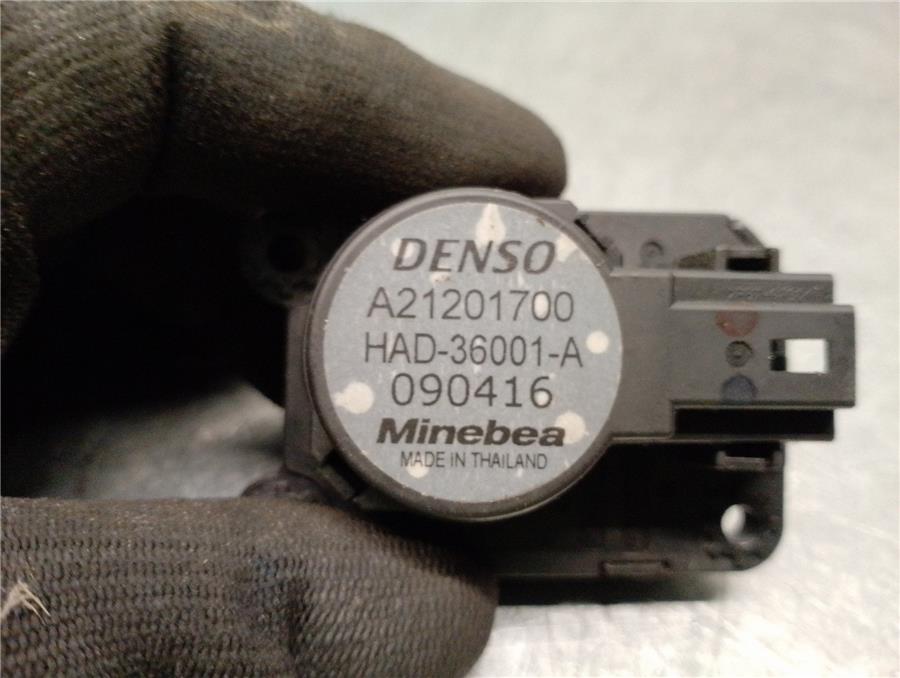 DENSO
A21201700
HAD-36001-A
090416
Minebea
MADE IN THAILAND